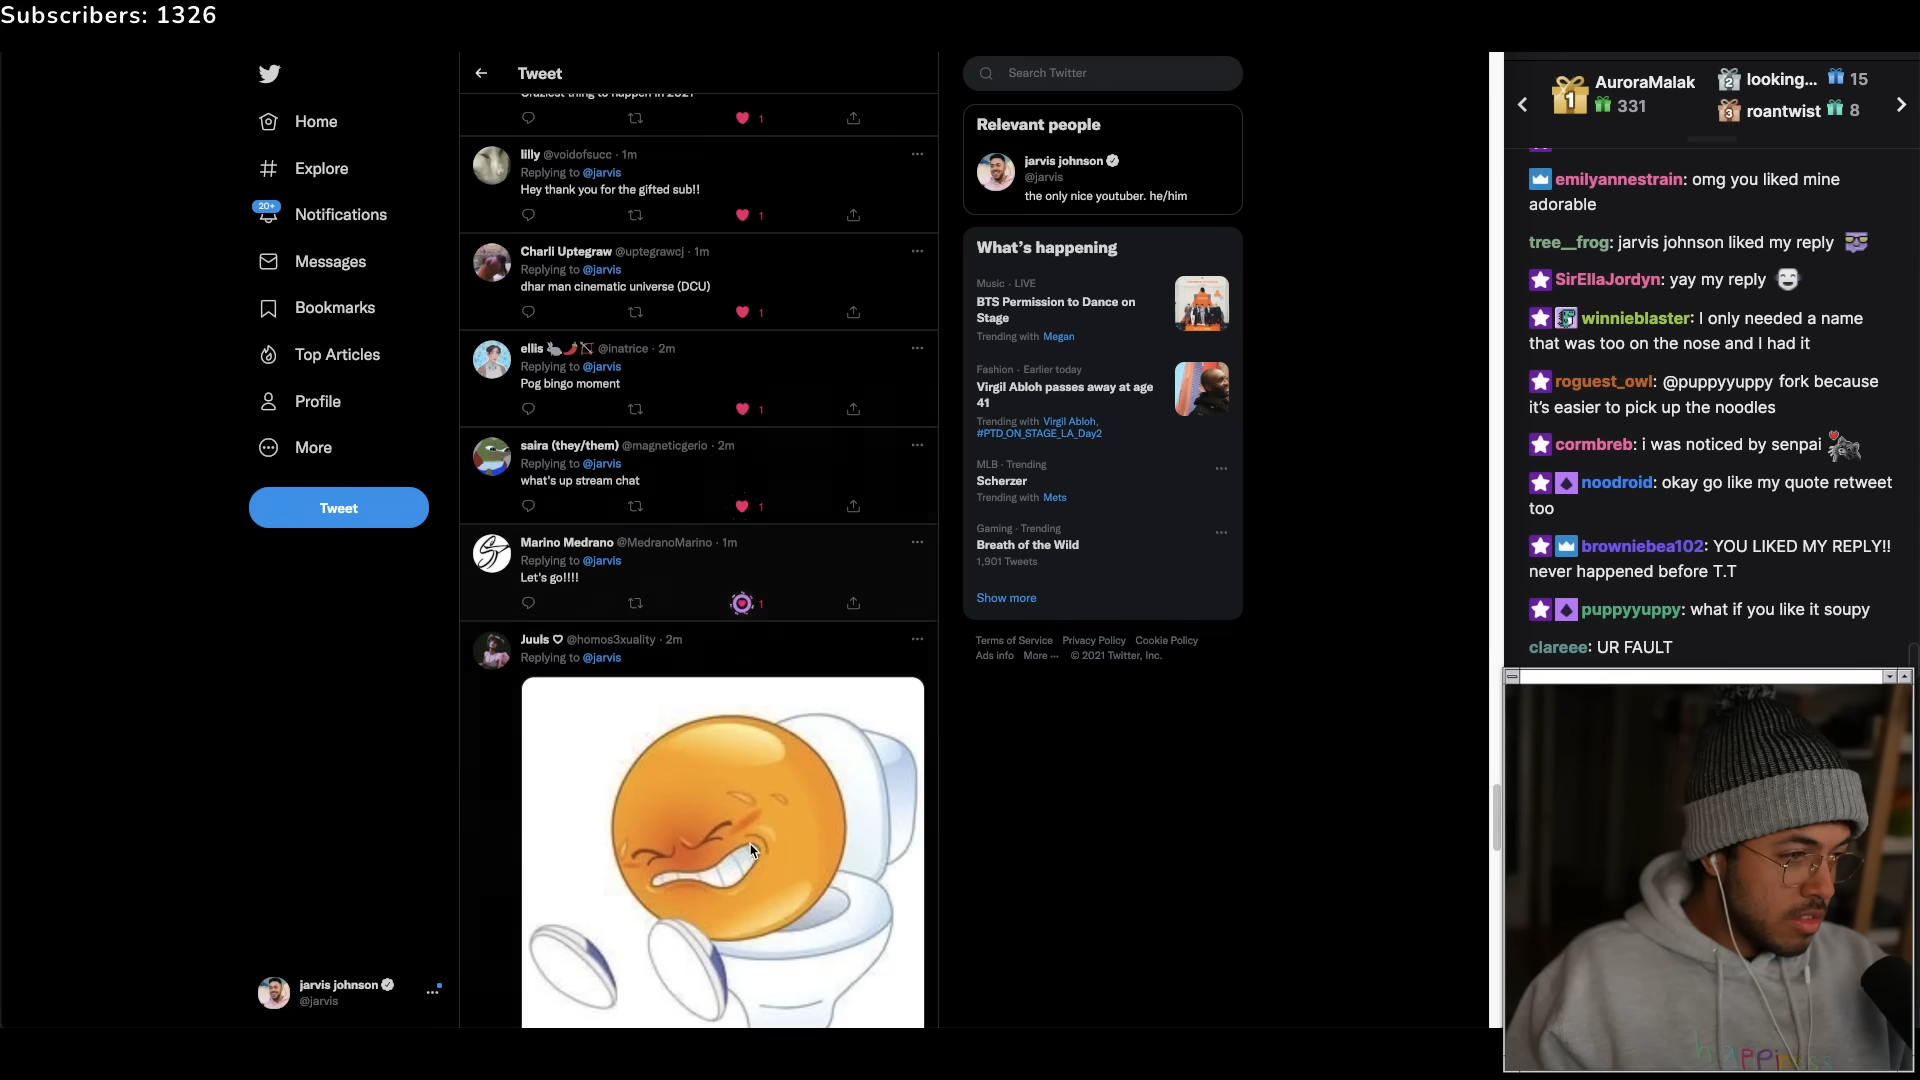 Subscribers: 1326
Home
Explore
20+
Notifications
Messages
Bookmarks
Top Articles
Profile
More
Tweet
jarvis johnson
@jarvis
Tweet
Craziest thing to happen in 2021
1
lilly @voidofsucc · 1m
Replying to @jarvis
Hey thank you for the gifted sub!!
1
Charli Uptegraw @uptegrawcj · 1m
Replying to @jarvis
dhar man cinematic universe (DCU)
1
ellis @inatrice · 2m
Replying to @jarvis
Pog bingo moment
1
saira (they/them) @magneticgerio · 2m
Replying to @jarvis
what's up stream chat
1
Marino Medrano @MedranoMarino · 1m
Replying to @jarvis
Let's go!!!!
1
Juuls ♡ @homos3xuality · 2m
Replying to @jarvis
Search Twitter
Relevant people
jarvis johnson
@jarvis
the only nice youtuber. he/him
What's happening
Music · LIVE
BTS Permission to Dance on
Stage
Trending with Megan
Fashion · Earlier today
Virgil Abloh passes away at age
41
Trending with Virgil Abloh,
#PTD_ON_STAGE_LA_Day2
MLB · Trending
Scherzer
Trending with Mets
Gaming · Trending
Breath of the Wild
1,901 Tweets
Show more
Terms of Service Privacy Policy Cookie Policy
Ads info More ··· © 2021 Twitter, Inc.
1
AuroraMalak
331
2
looking... 15
3
roantwist 8
emilyannestrain: omg you liked mine
adorable
tree__frog: jarvis johnson liked my reply
SirEllaJordyn: yay my reply
winnieblaster: I only needed a name
that was too on the nose and I had it
roguest_owl: @puppyyuppy fork because
it's easier to pick up the noodles
cormbreb: i was noticed by senpai
noodroid: okay go like my quote retweet
too
browniebea102: YOU LIKED MY REPLY!!
never happened before T.T
puppyyuppy: what if you like it soupy
clareee: UR FAULT
happiness